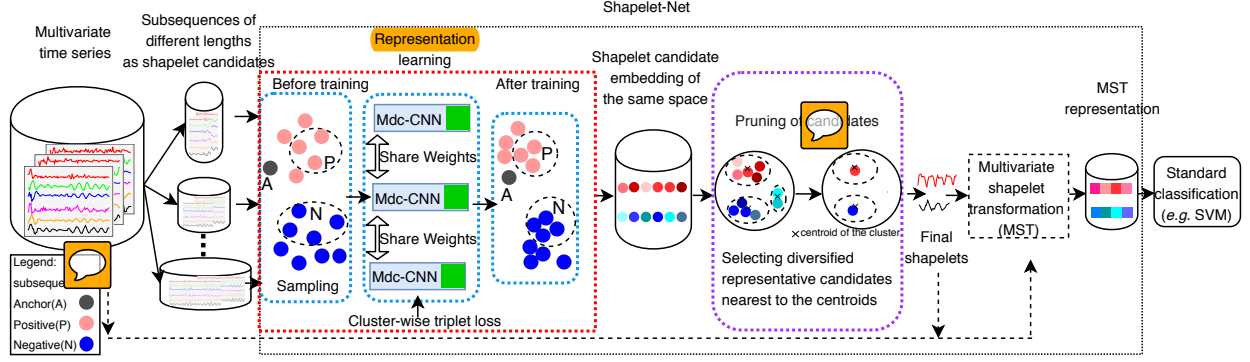 Shapelet-Net
Multivariate
time series
Subsequences of
different lengths
as shapelet candidates
Representation
learning
Before training
After training
Mdc-CNN
Share Weights
Mdc-CNN
Share Weights
Mdc-CNN
P
A
N
Sampling
P
A
N
Cluster-wise triplet loss
Shapelet candidate
embedding of
the same space
Pruning of candidates
×centroid of the cluster
Selecting diversified
representative candidates
nearest to the centroids
Final
shapelets
Multivariate
shapelet
transformation
(MST)
MST
representation
Standard
classification
(e.g. SVM)
Legend:
subseque
Anchor(A)
Positive(P)
Negative(N)